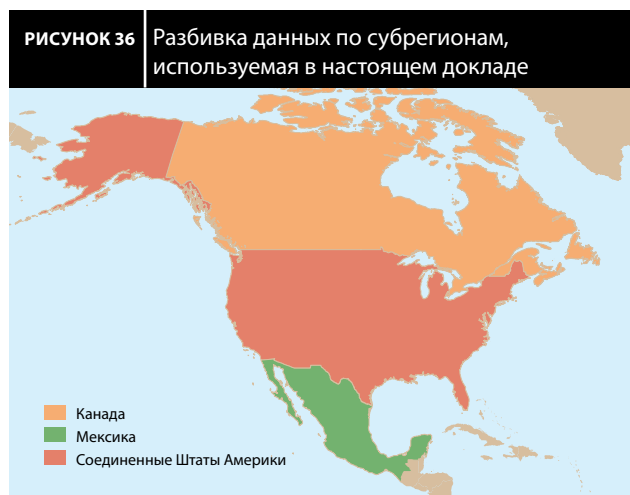 РИСУНОК 36
Разбивка данных по субрегионам,
используемая в настоящем докладе
Канада
Мексика
Соединенные Штаты Америки